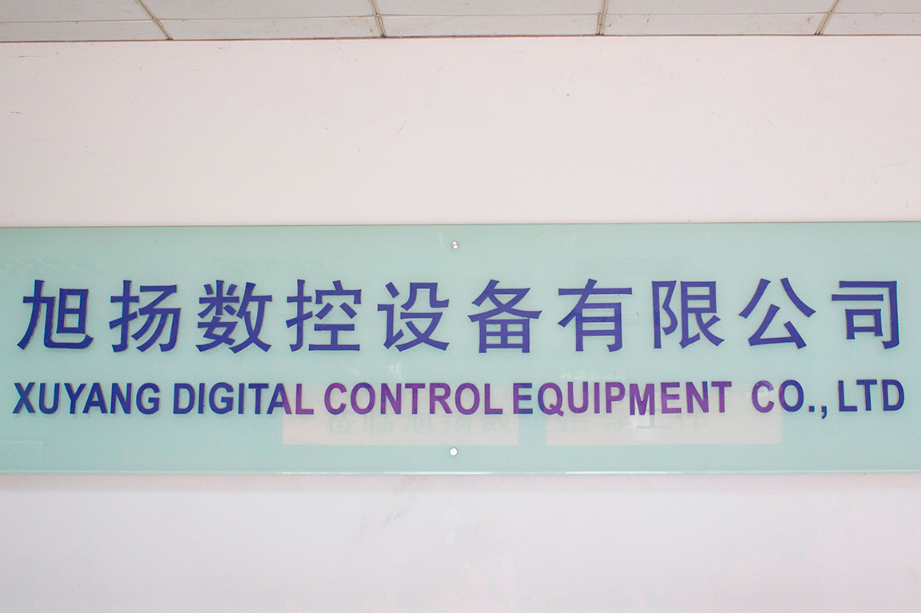 旭扬数控设备有限公司
XUYANG DIGITAL CONTROL EQUIPMENT CO., LTD